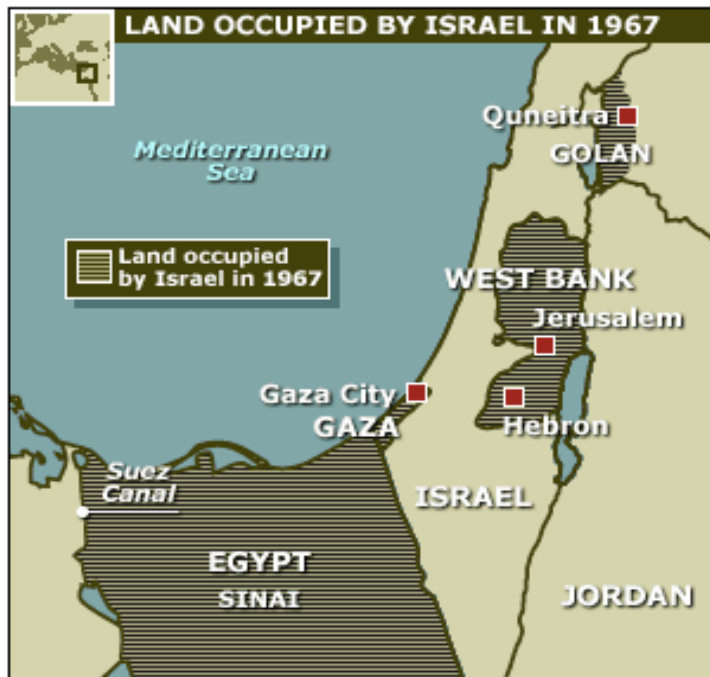 LAND OCCUPIED BY ISRAEL IN 1967
Quneitra
GOLAN
Mediterranean
Sea
Land occupied
by Israel in 1967
WEST BANK
Jerusalem
Gaza City
GAZA
Hebron
Suez
Canal
ISRAEL
EGYPT
SINAI
JORDAN